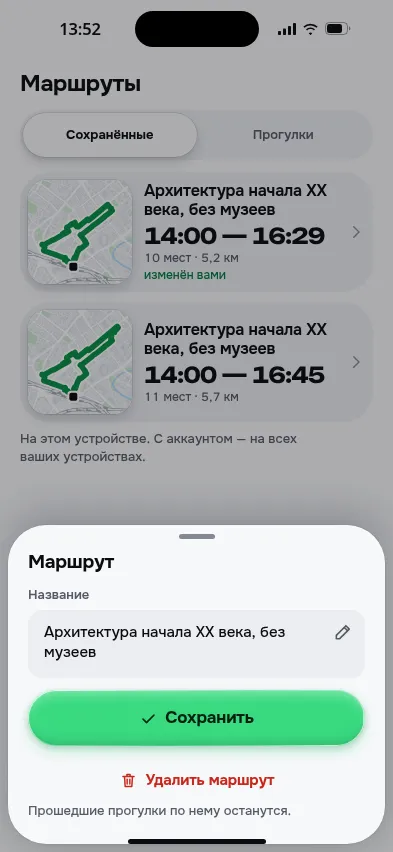 13:52
Маршруты
Сохранённые
Прогулки
Архитектура начала XX
века, без музеев
14:00 — 16:29
10 мест · 5,2 км
изменён вами
Архитектура начала XX
века, без музеев
14:00 — 16:45
11 мест · 5,7 км
На этом устройстве. С аккаунтом — на всех
ваших устройствах.
Маршрут
Название
Архитектура начала XX века, без
музеев
Сохранить
Удалить маршрут
Прошедшие прогулки по нему останутся.